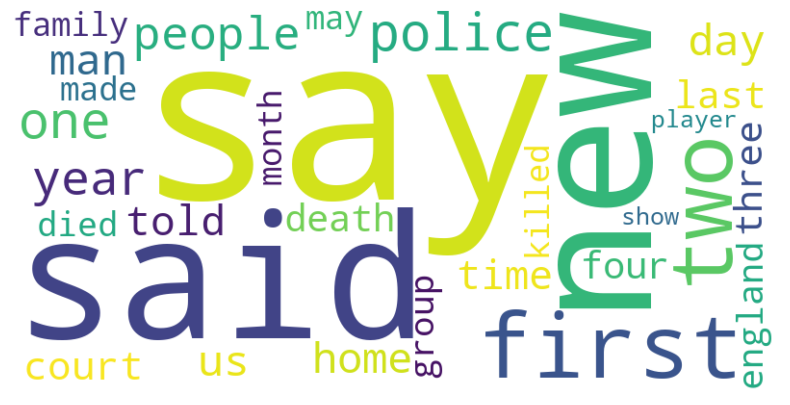 family
people
may
police
man
made
one
say
new
day
last
player
year
month
two
three
died
told
death
killed
show
said
time
four
england
group
first
court
us
home